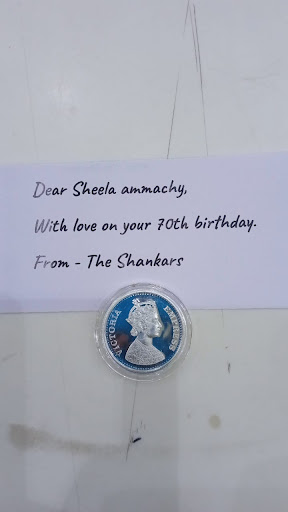 Dear Sheela ammachy,
With love on your 70th birthday.
From - The Shankars
VICTORIA EMPRESS